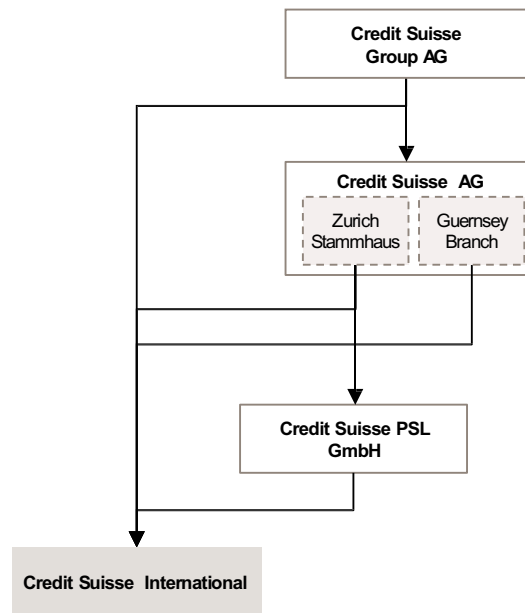 Credit Suisse
Group AG
Credit Suisse AG
Zurich
Stammhaus
Guernsey
Branch
Credit Suisse PSL
GmbH
Credit Suisse International